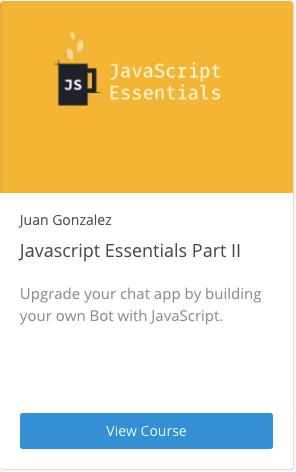 JS
JavaScript
Essentials
Juan Gonzalez
Javascript Essentials Part II
Upgrade your chat app by building
your own Bot with JavaScript.
View Course